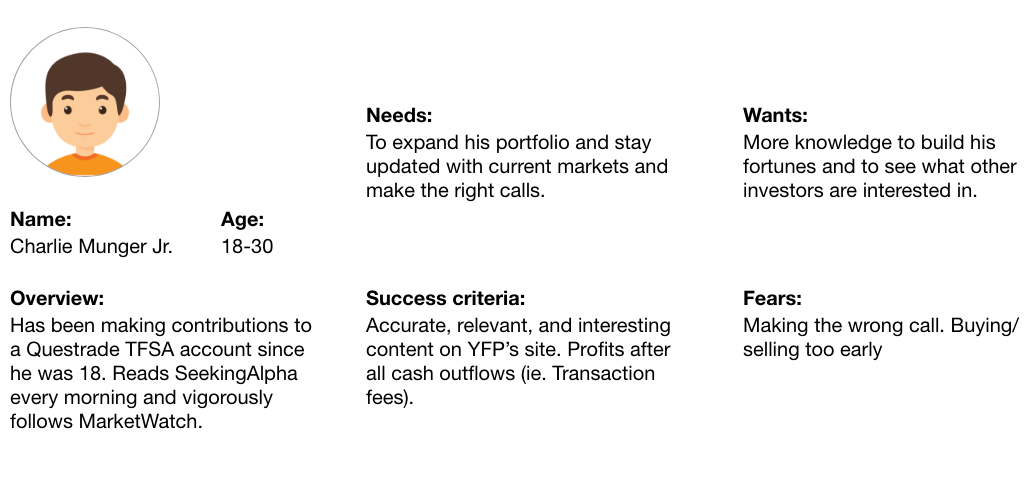 Needs:
To expand his portfolio and stay
updated with current markets and
make the right calls.
Wants:
More knowledge to build his
fortunes and to see what other
investors are interested in.
Name:
Charlie Munger Jr.
Age:
18-30
Overview:
Has been making contributions to
a Questrade TFSA account since
he was 18. Reads SeekingAlpha
every morning and vigorously
follows MarketWatch.
Success criteria:
Accurate, relevant, and interesting
content on YFP’s site. Profits after
all cash outflows (ie. Transaction
fees).
Fears:
Making the wrong call. Buying/
selling too early